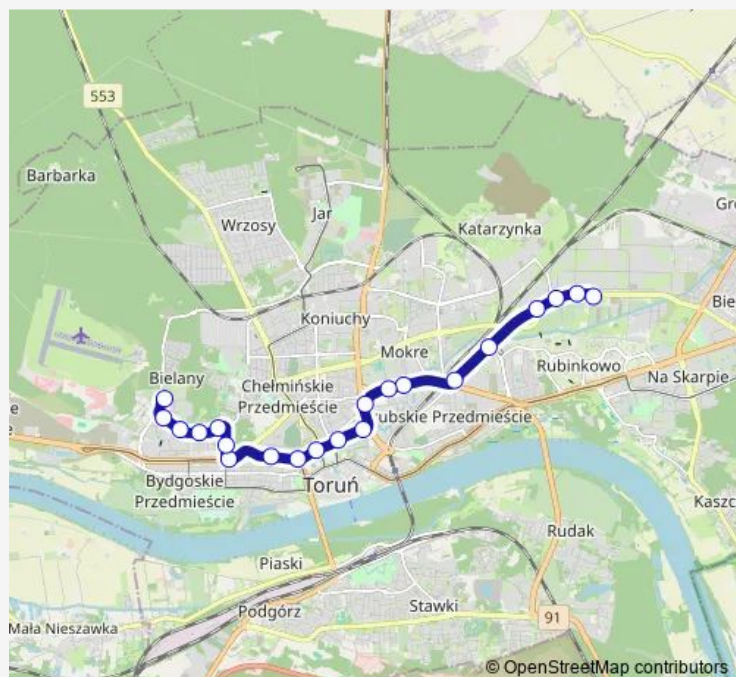 553
Barbarka
Jar
Wrzosy
Katarzynka
Gr
Koniuchy
Bie
Mokre
Bielany
Rubinkowo
Chełmińskie
Przedmieście
Na Skarpie
rubskie Przedmieście
Bydgoskie
Przedmieście
Toruń
Kaszc
Rudak
Piaski
Podgórz
Stawki
91
Mała Nieszawka
© OpenStreetMap contributors